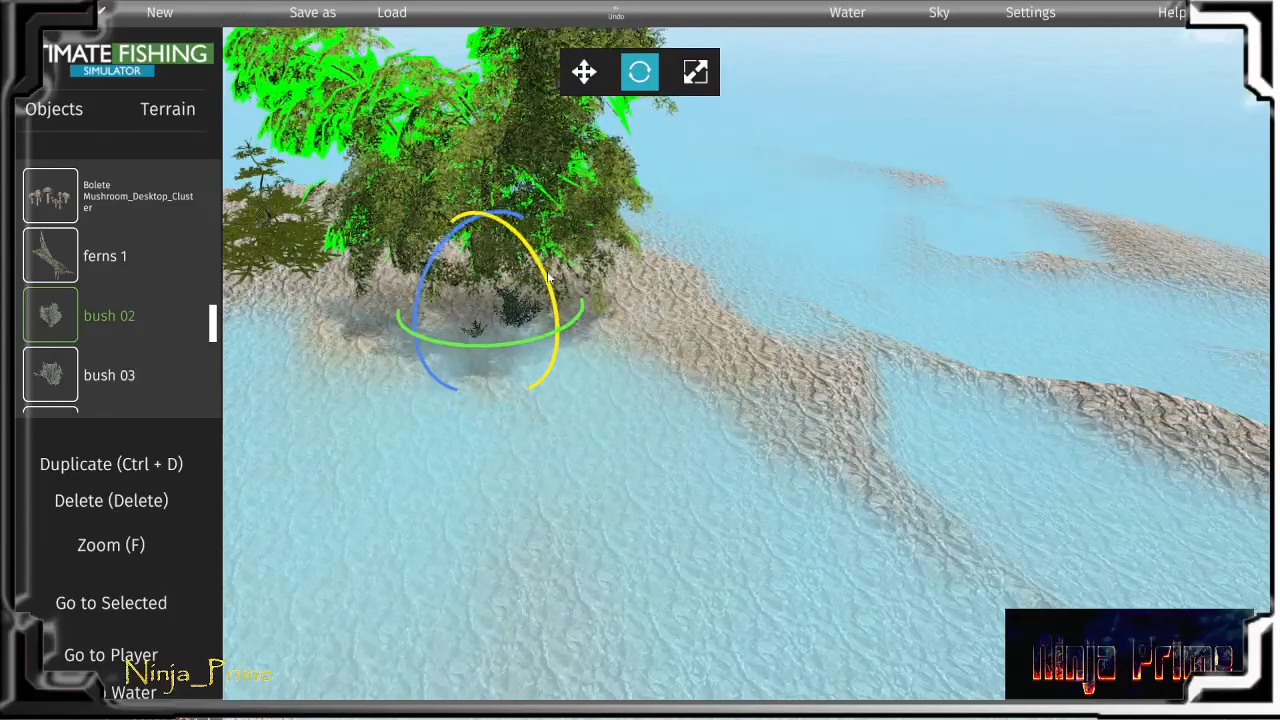 New Save as Load Undo Water Sky Settings Help
TIMATE FISHING
SIMULATOR
Objects Terrain
Bolete
Mushroom_Desktop_Clust
er
ferns 1
bush 02
bush 03
Duplicate (Ctrl + D)
Delete (Delete)
Zoom (F)
Go to Selected
Go to Player
Ninja_Prime
Water
Ninja Prime